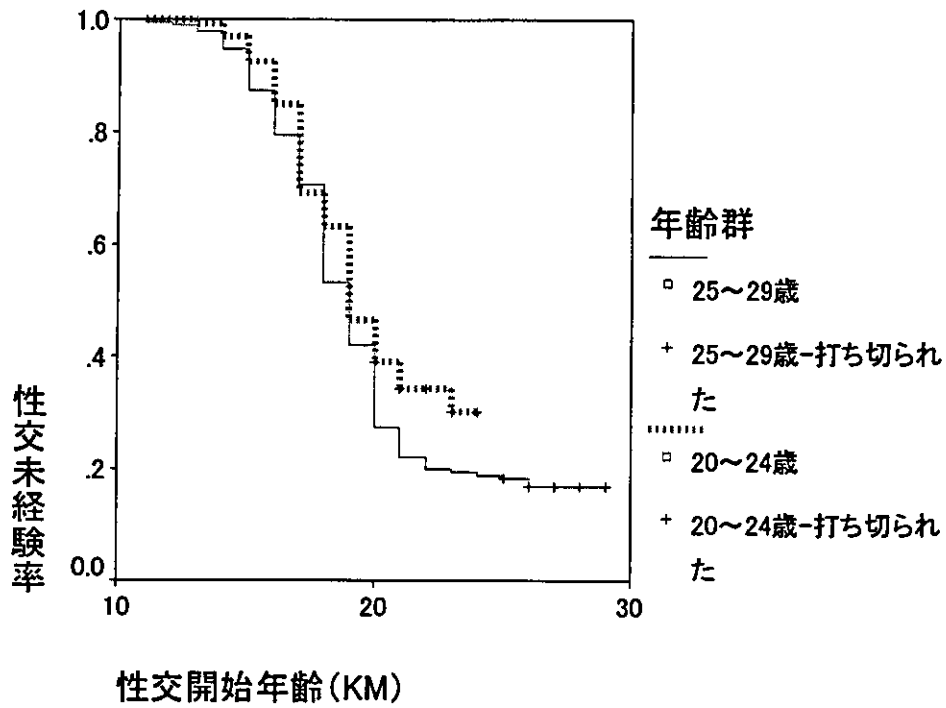 1.0
.8
.6
.4
.2
0.0
性交未経験率
10
20
30
性交開始年齢(KM)
年齢群
25～29歳
25～29歳-打ち切られ
た
20～24歳
20～24歳-打ち切られ
た